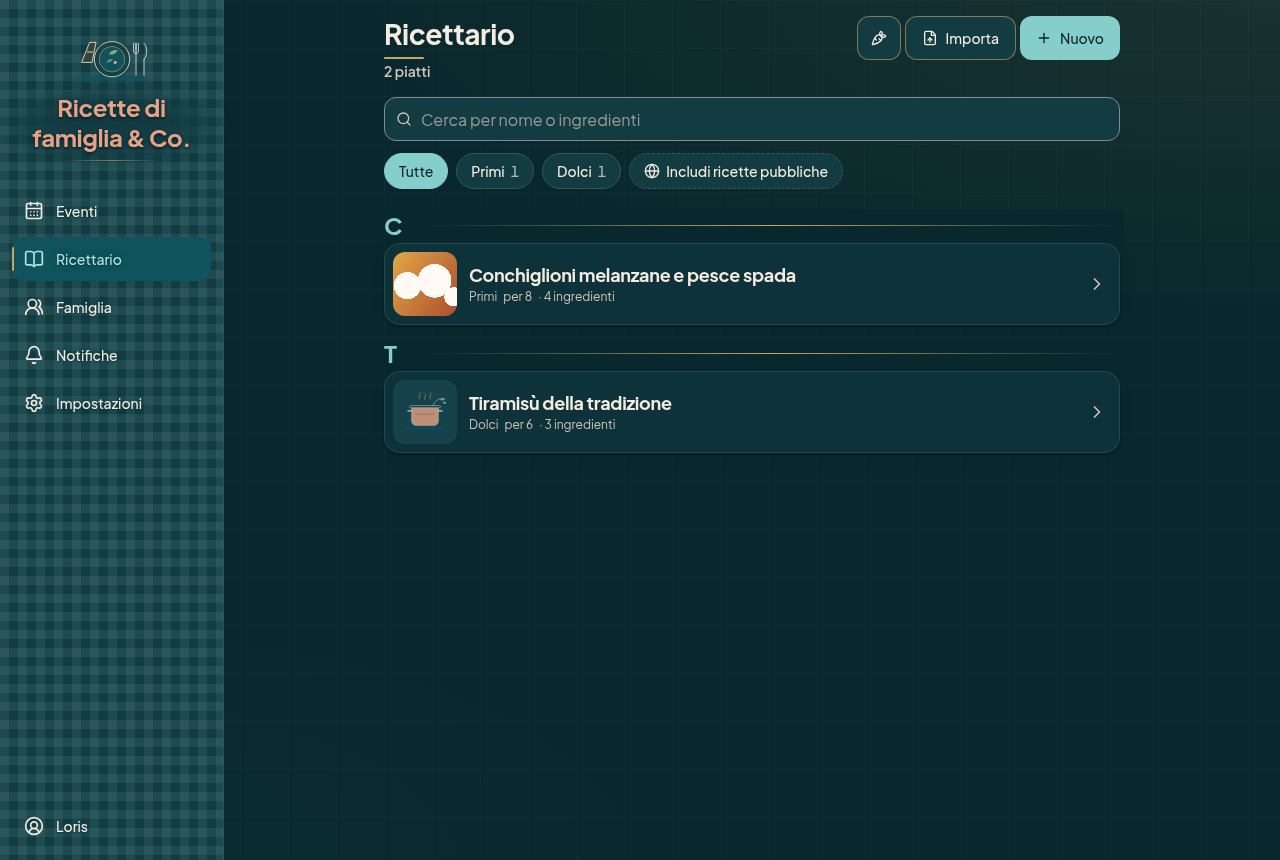 Ricette di
famiglia & Co.
Eventi
Ricettario
Famiglia
Notifiche
Impostazioni
Loris
Ricettario
2 piatti
Importa
Nuovo
Cerca per nome o ingredienti
Tutte
Primi 1
Dolci 1
Includi ricette pubbliche
C
Conchiglioni melanzane e pesce spada
Primi per 8 · 4 ingredienti
T
Tiramisù della tradizione
Dolci per 6 · 3 ingredienti